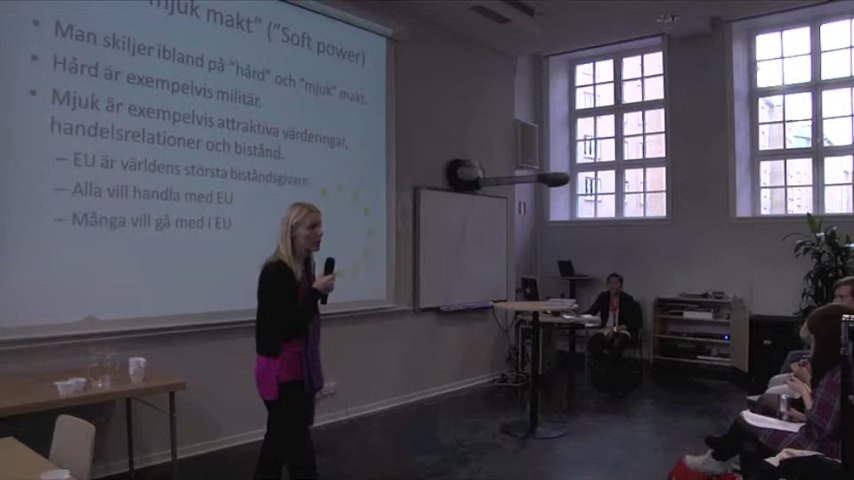 mjuk makt" ("Soft power)
• Man skiljer ibland på "hård" och "mjuk" makt.
• Hård är exempelvis militär.
• Mjuk är exempelvis attraktiva värderingar,
handelsrelationer och bistånd.
– EU är världens största biståndsgivare
– Alla vill handla med EU
– Många vill gå med i EU